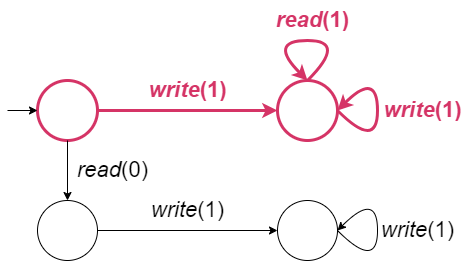 read(1)
write(1)
write(1)
read(0)
write(1)
write(1)